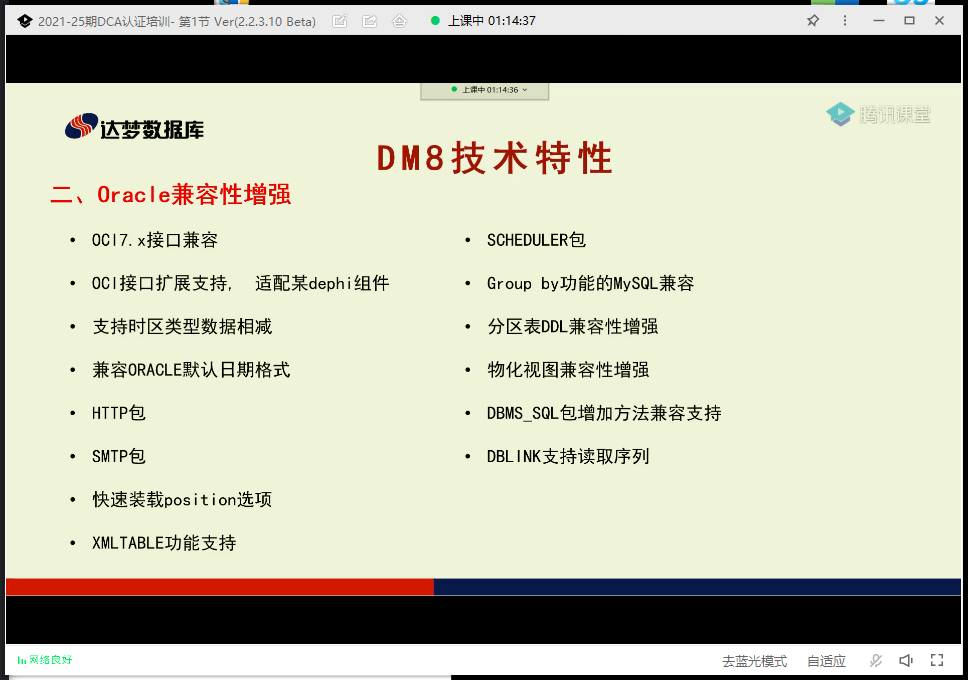 2021-25期DCA认证培训- 第1节 Ver(2.2.3.10 Beta)
上课中 01:14:37
上课中 01:14:36
达梦数据库
腾讯课堂
DM8技术特性
二、Oracle兼容性增强
• OCI7.x接口兼容
• OCI接口扩展支持, 适配某dephi组件
• 支持时区类型数据相减
• 兼容ORACLE默认日期格式
• HTTP包
• SMTP包
• 快速装载position选项
• XMLTABLE功能支持
• SCHEDULER包
• Group by功能的MySQL兼容
• 分区表DDL兼容性增强
• 物化视图兼容性增强
• DBMS_SQL包增加方法兼容支持
• DBLINK支持读取序列
网络良好
去蓝光模式 自适应